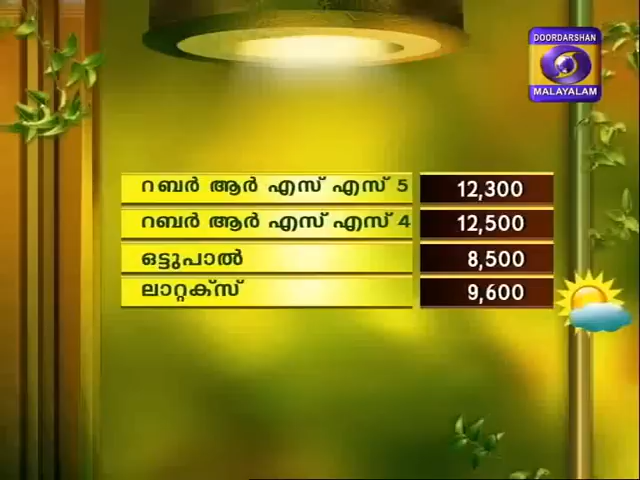 DOORDARSHAN
MALAYALAM
റബർ ആർ എസ് എസ് 5 12,300
റബർ ആർ എസ് എസ് 4 12,500
ഒട്ടുപാൽ 8,500
ലാറ്റക്സ് 9,600